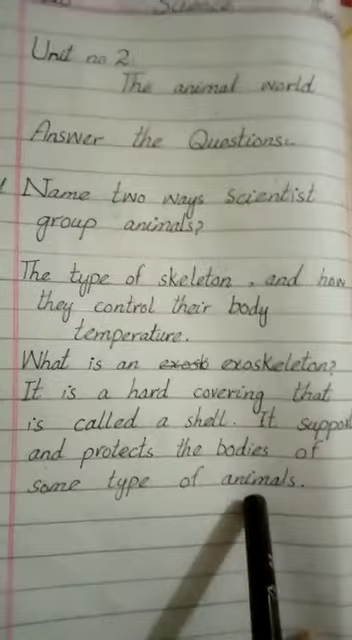 Science
Unit no 2
The animal world
Answer the Questions:-
Name two ways scientist
group animals?
The type of skeleton, and how
they control their body
temperature.
What is an exosk exoskeleton?
It is a hard covering that
is called a shell. It support
and protects the bodies of
some type of animals.